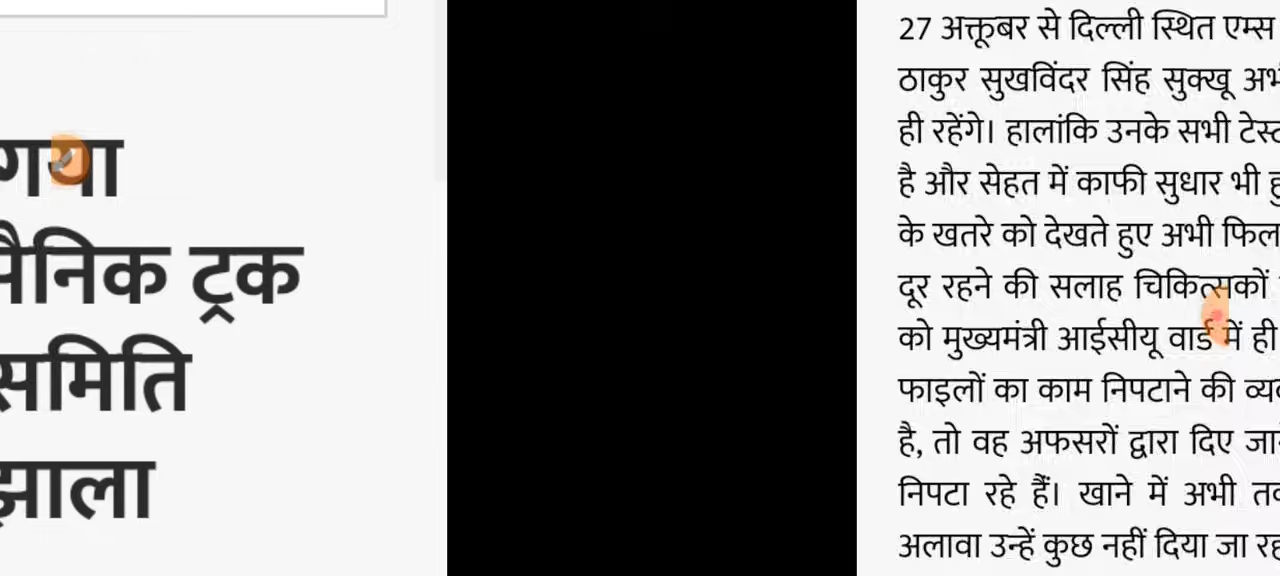 गया
सैनिक ट्रक
समिति
झाला
27 अक्तूबर से दिल्ली स्थित एम्स
ठाकुर सुखविंदर सिंह सुक्खू
ही रहेंगे। हालांकि उनके सभी
है और सेहत में काफी सुधार भी
के खतरे को देखते हुए अभी
दूर रहने की सलाह चिकित्सकों
को मुख्यमंत्री आईसीयू वार्ड में ही
फाइलों का काम निपटाने की
है, तो वह अफसरों द्वारा दिए
निपटा रहे हैं। खाने में अभी
अलावा उन्हें कुछ नहीं दिया जा